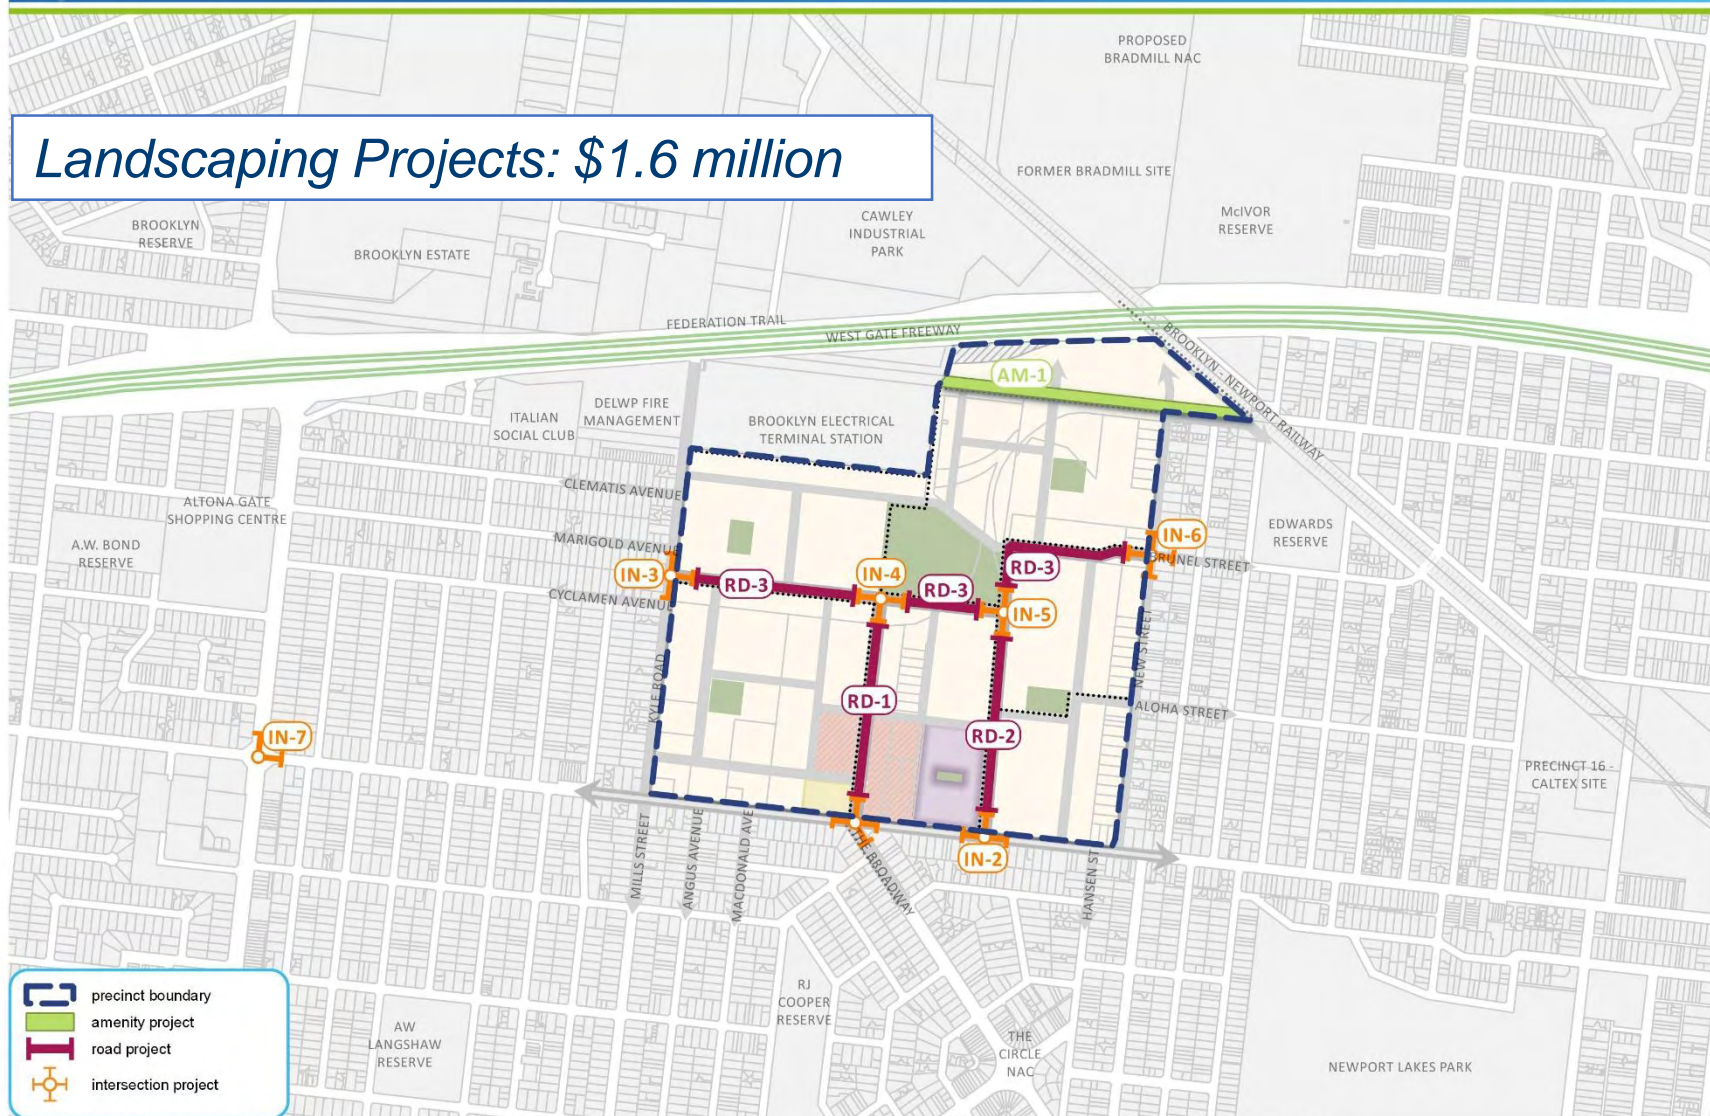 PROPOSED
BRADMILL NAC
Landscaping Projects: $1.6 million
FORMER BRADMILL SITE
BROOKLYN
RESERVE
BROOKLYN ESTATE
CAWLEY
INDUSTRIAL
PARK
McIVOR
RESERVE
FEDERATION TRAIL
WEST GATE FREEWAY
BROOKLYN - NEWPORT RAILWAY
AM-1
ITALIAN
SOCIAL CLUB
DELWP FIRE
MANAGEMENT
BROOKLYN ELECTRICAL
TERMINAL STATION
CLEMATIS AVENUE
ALTONA GATE
SHOPPING CENTRE
A.W. BOND
RESERVE
MARIGOLD AVENUE
EDWARDS
RESERVE
IN-6
BRUNEL STREET
IN-3
RD-3
IN-4
RD-3
RD-3
CYCLAMEN AVENUE
IN-5
NEW STREET
KYLE ROAD
RD-1
ALOHA STREET
IN-7
RD-2
PRECINCT 16 -
CALTEX SITE
IN-2
MILLS STREET
ANGUS AVENUE
MACDONALD AVE
THE BROADWAY
HANSEN ST
RJ
COOPER
RESERVE
AW
LANGSHAW
RESERVE
THE
CIRCLE
NAC
NEWPORT LAKES PARK
precinct boundary
amenity project
road project
intersection project